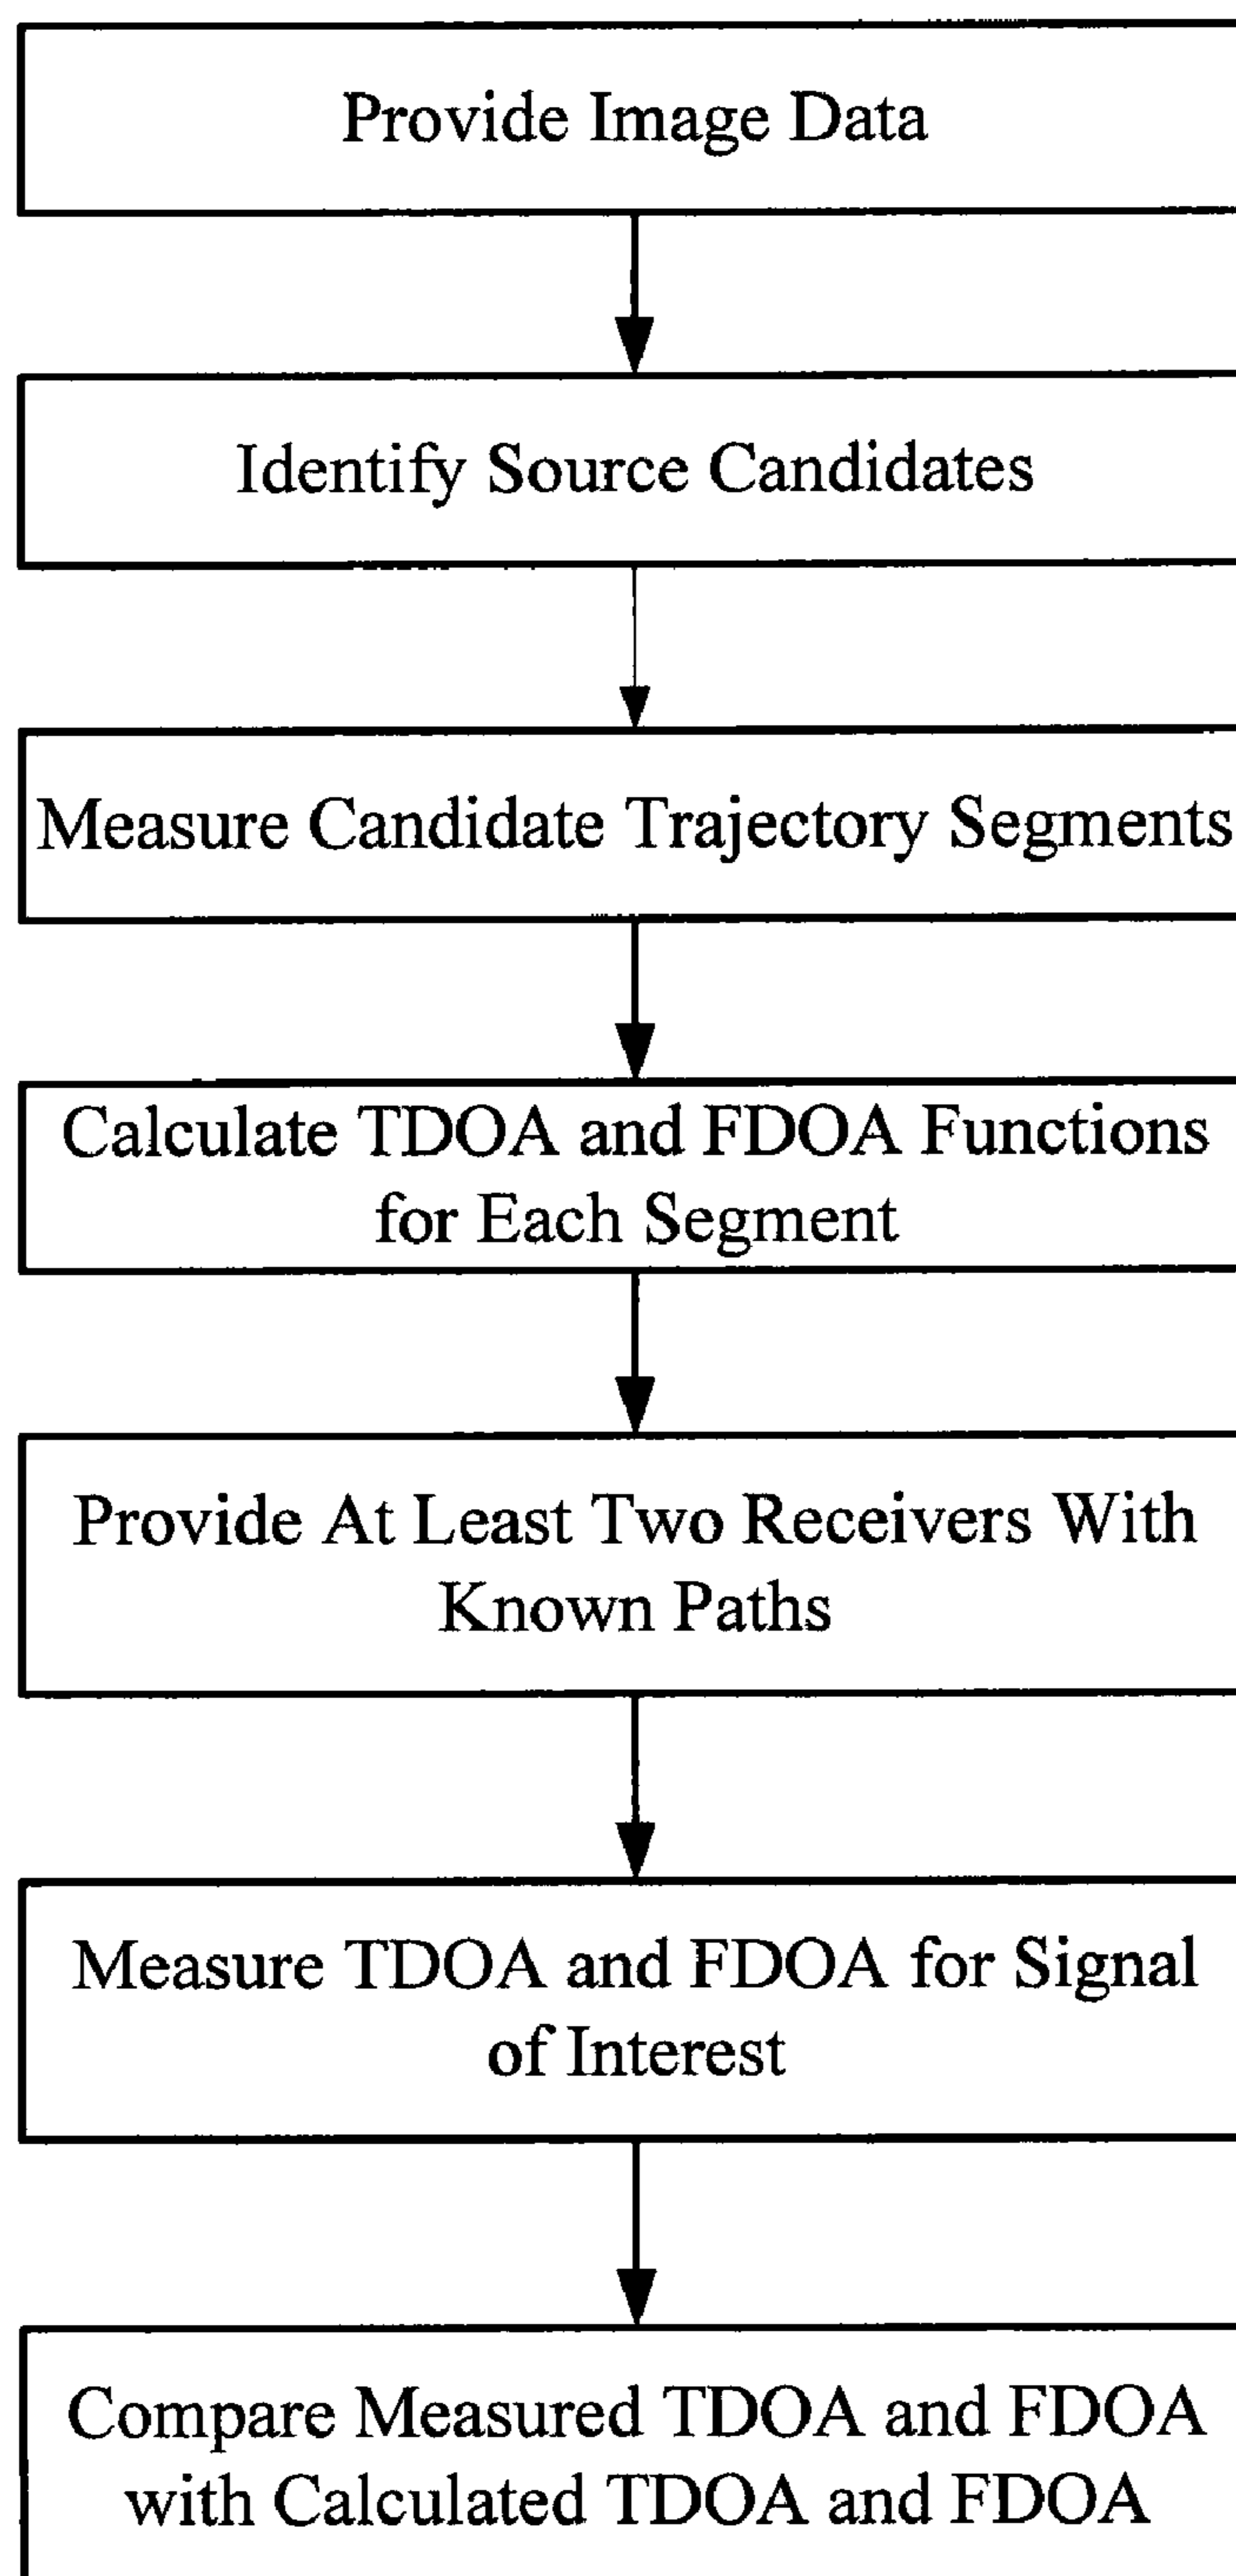 Provide Image Data
Identify Source Candidates
Measure Candidate Trajectory Segments
Calculate TDOA and FDOA Functions
for Each Segment
Provide At Least Two Receivers With
Known Paths
Measure TDOA and FDOA for Signal
of Interest
Compare Measured TDOA and FDOA
with Calculated TDOA and FDOA